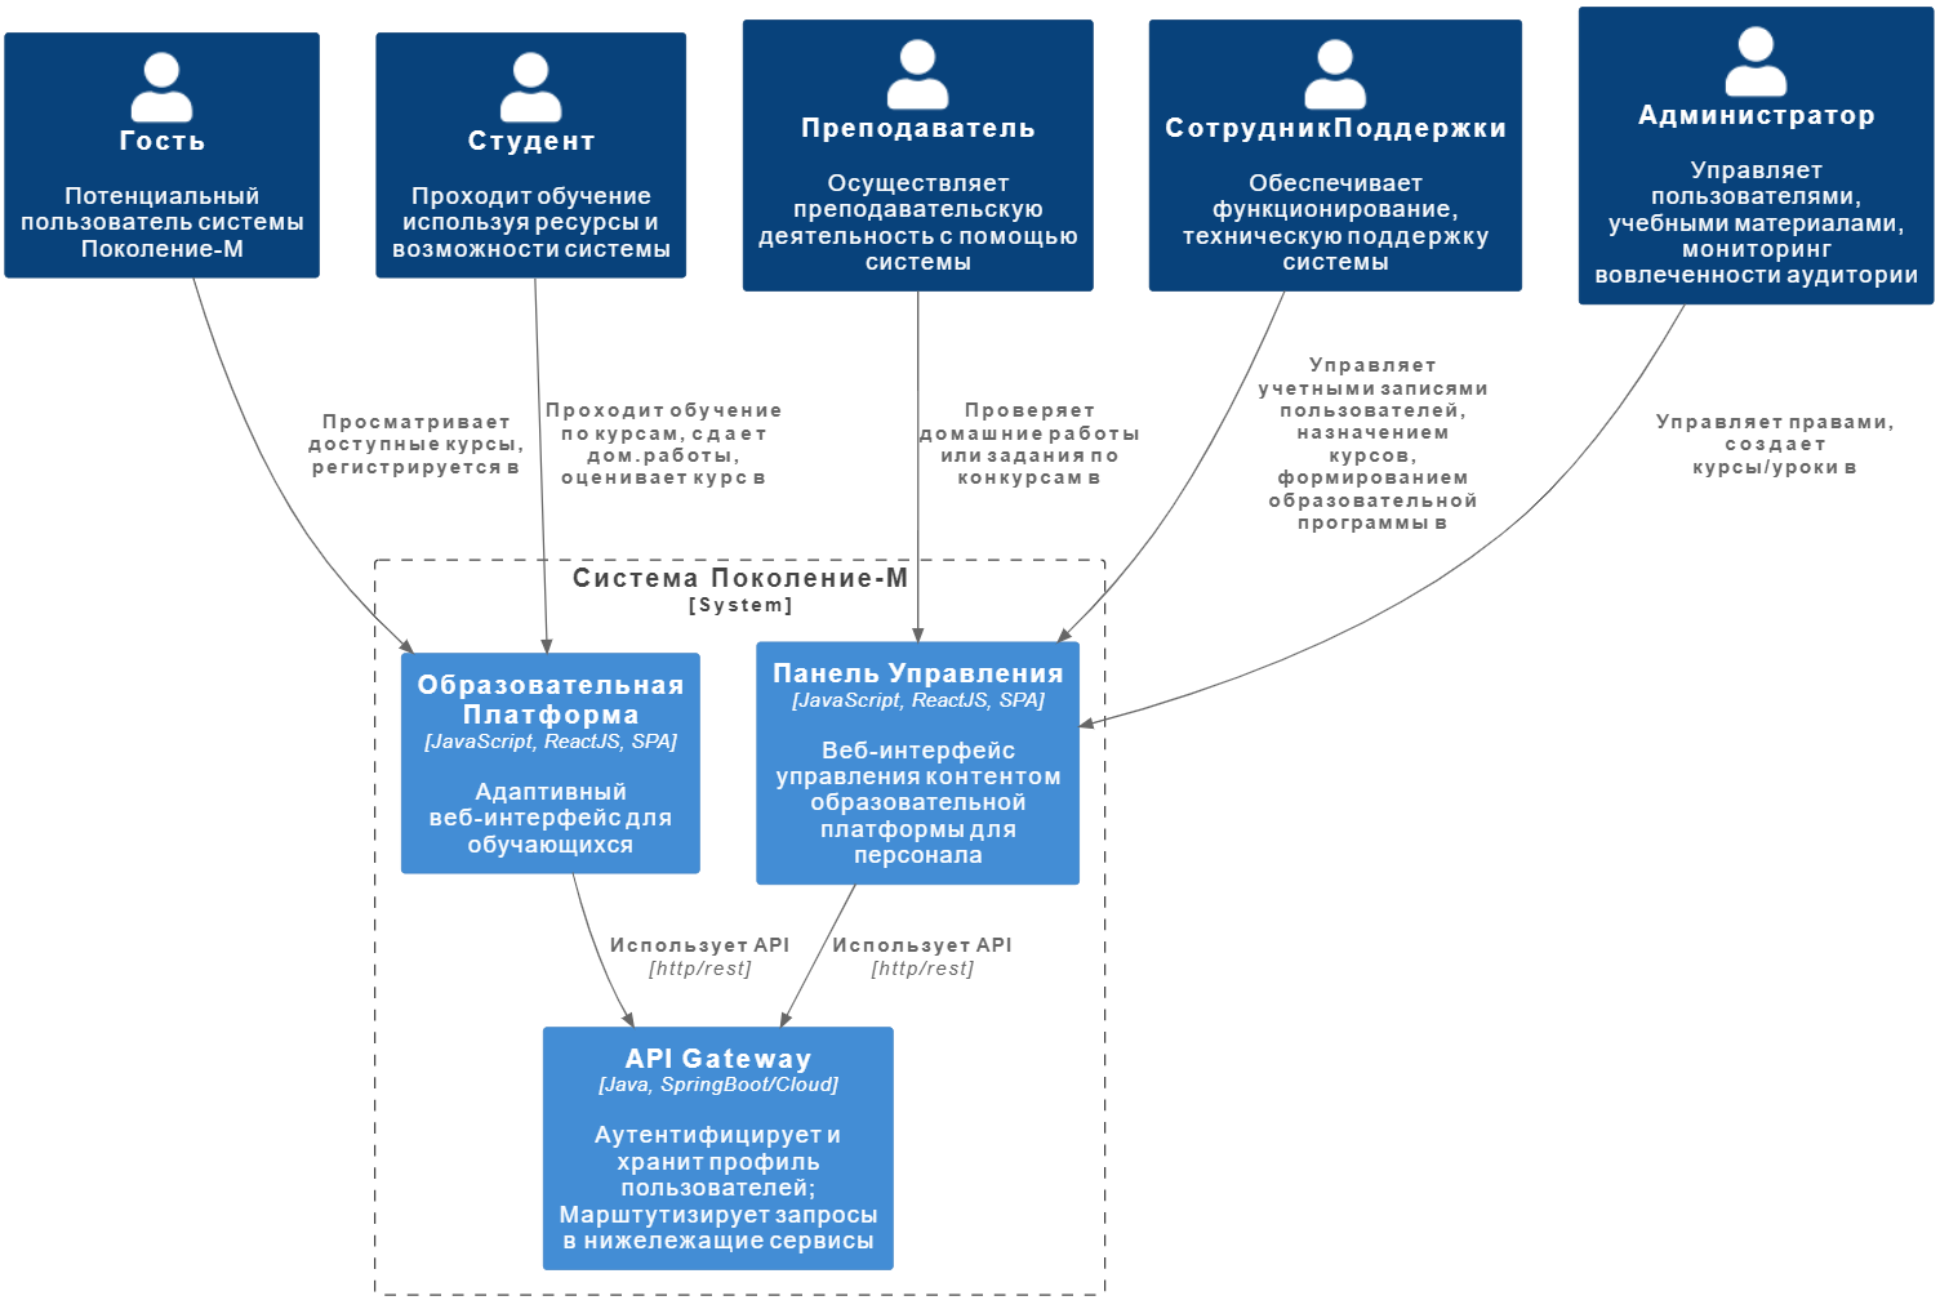 Гость
Потенциальный
пользователь системы
Поколение-М
Студент
Проходит обучение
используя ресурсы и
возможности системы
Преподаватель
Осуществляет
преподавательскую
деятельность с помощью
системы
СотрудникПоддержки
Обеспечивает
функционирование,
техническую поддержку
системы
Администратор
Управляет
пользователями,
учебными материалами,
мониторинг
вовлеченности аудитории
Просматривает
доступные курсы,
регистрируется в
Проходит обучение
по курсам, сдает
дом.работы,
оценивает курс в
Проверяет
домашние работы
или задания по
конкурсам в
Управляет
учетными записями
пользователей,
назначением
курсов,
формированием
образовательной
программы в
Управляет правами,
создает
курсы/уроки в
Система Поколение-М
[System]
Образовательная
Платформа
[JavaScript, ReactJS, SPA]
Адаптивный
веб-интерфейс для
обучающихся
Панель Управления
[JavaScript, ReactJS, SPA]
Веб-интерфейс
управления контентом
образовательной
платформы для
персонала
Использует API
[http/rest]
Использует API
[http/rest]
API Gateway
[Java, SpringBoot/Cloud]
Аутентифицирует и
хранит профиль
пользователей;
Марштутизирует запросы
в нижележащие сервисы